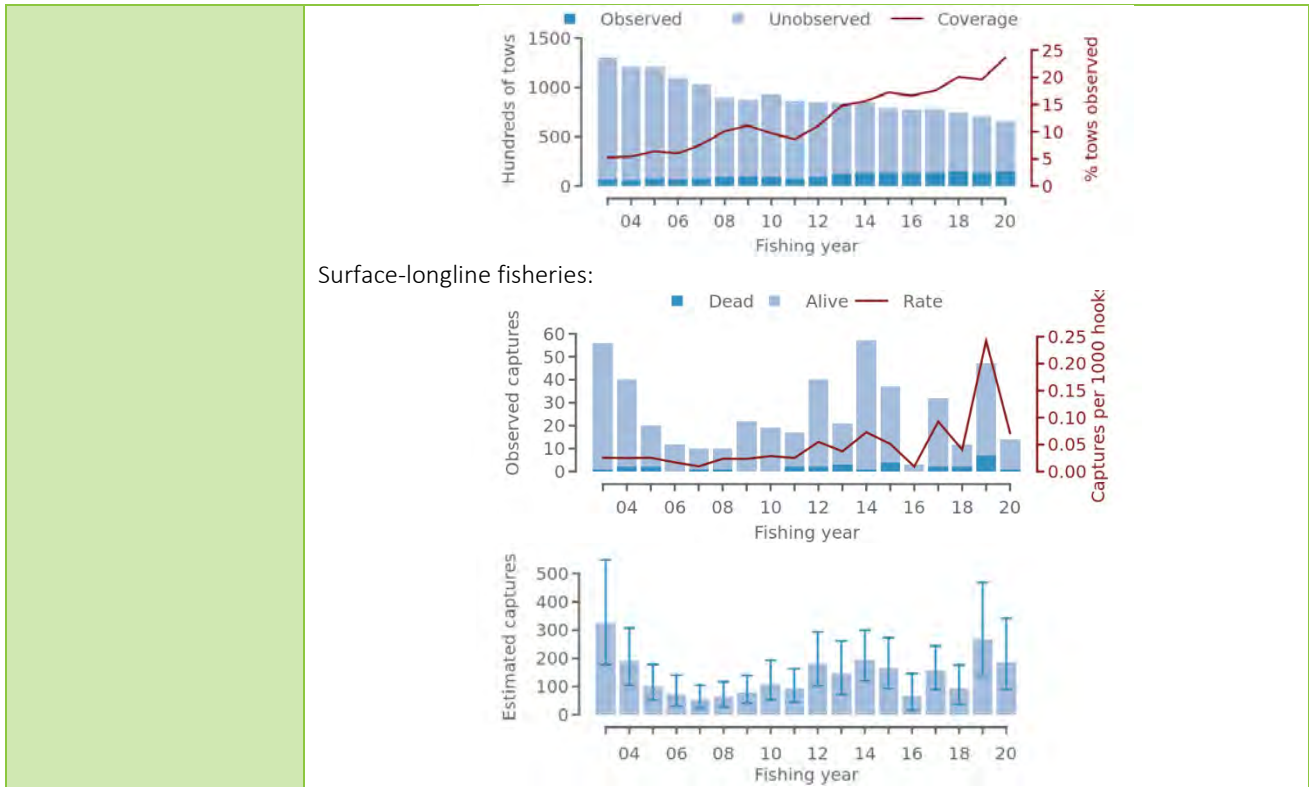 Observed Unobserved Coverage
Hundreds of tows
1500
1000
500
0
25
20
15
10
5
0
% tows observed
04 06 08 10 12 14 16 18 20
Fishing year
Surface-longline fisheries:
Dead Alive Rate
Observed captures
60
50
40
30
20
10
0
0.25
0.20
0.15
0.10
0.05
0.00
Captures per 1000 hooks
04 06 08 10 12 14 16 18 20
Fishing year
Estimated captures
500
400
300
200
100
0
04 06 08 10 12 14 16 18 20
Fishing year